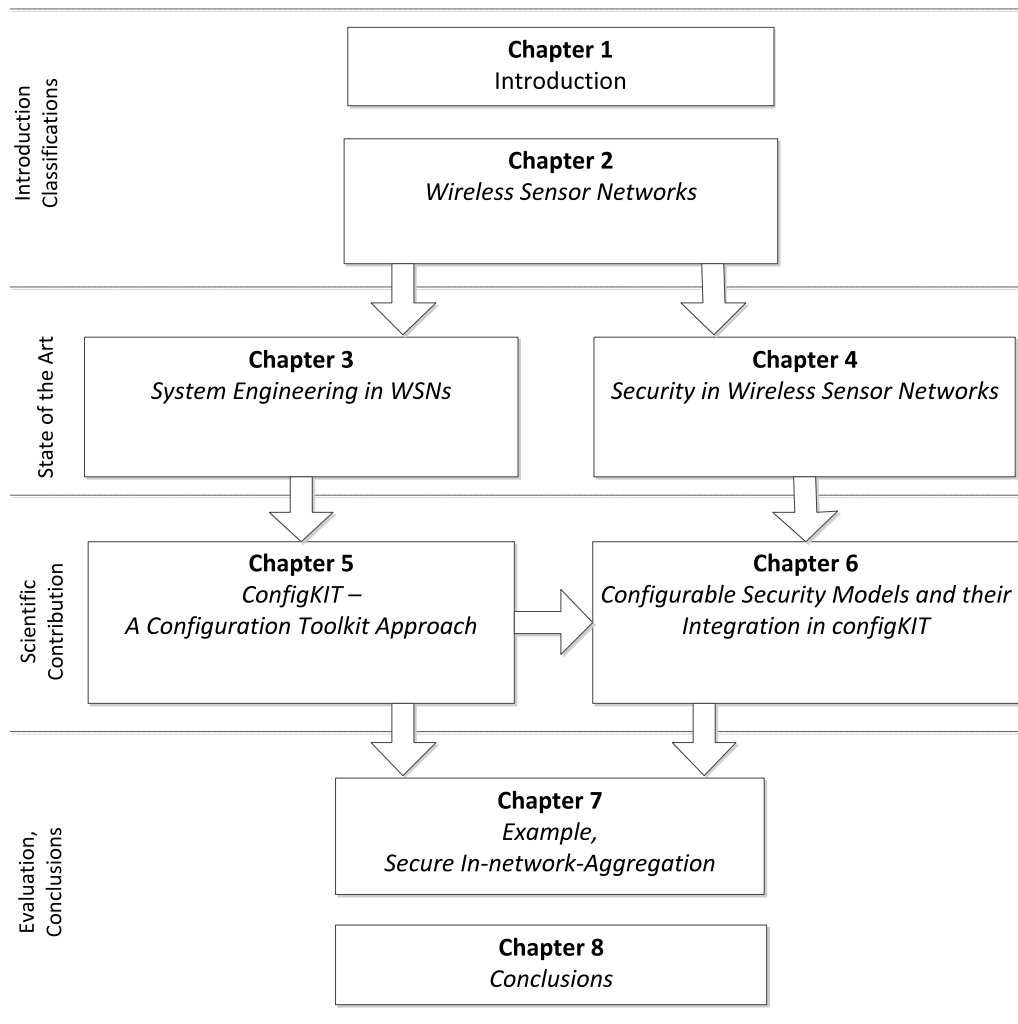 Introduction
Classifications
Chapter 1
Introduction
Chapter 2
Wireless Sensor Networks
State of the Art
Chapter 3
System Engineering in WSNs
Chapter 4
Security in Wireless Sensor Networks
Scientific
Contribution
Chapter 5
ConfigKIT –
A Configuration Toolkit Approach
Chapter 6
Configurable Security Models and their
Integration in configKIT
Evaluation,
Conclusions
Chapter 7
Example,
Secure In-network-Aggregation
Chapter 8
Conclusions